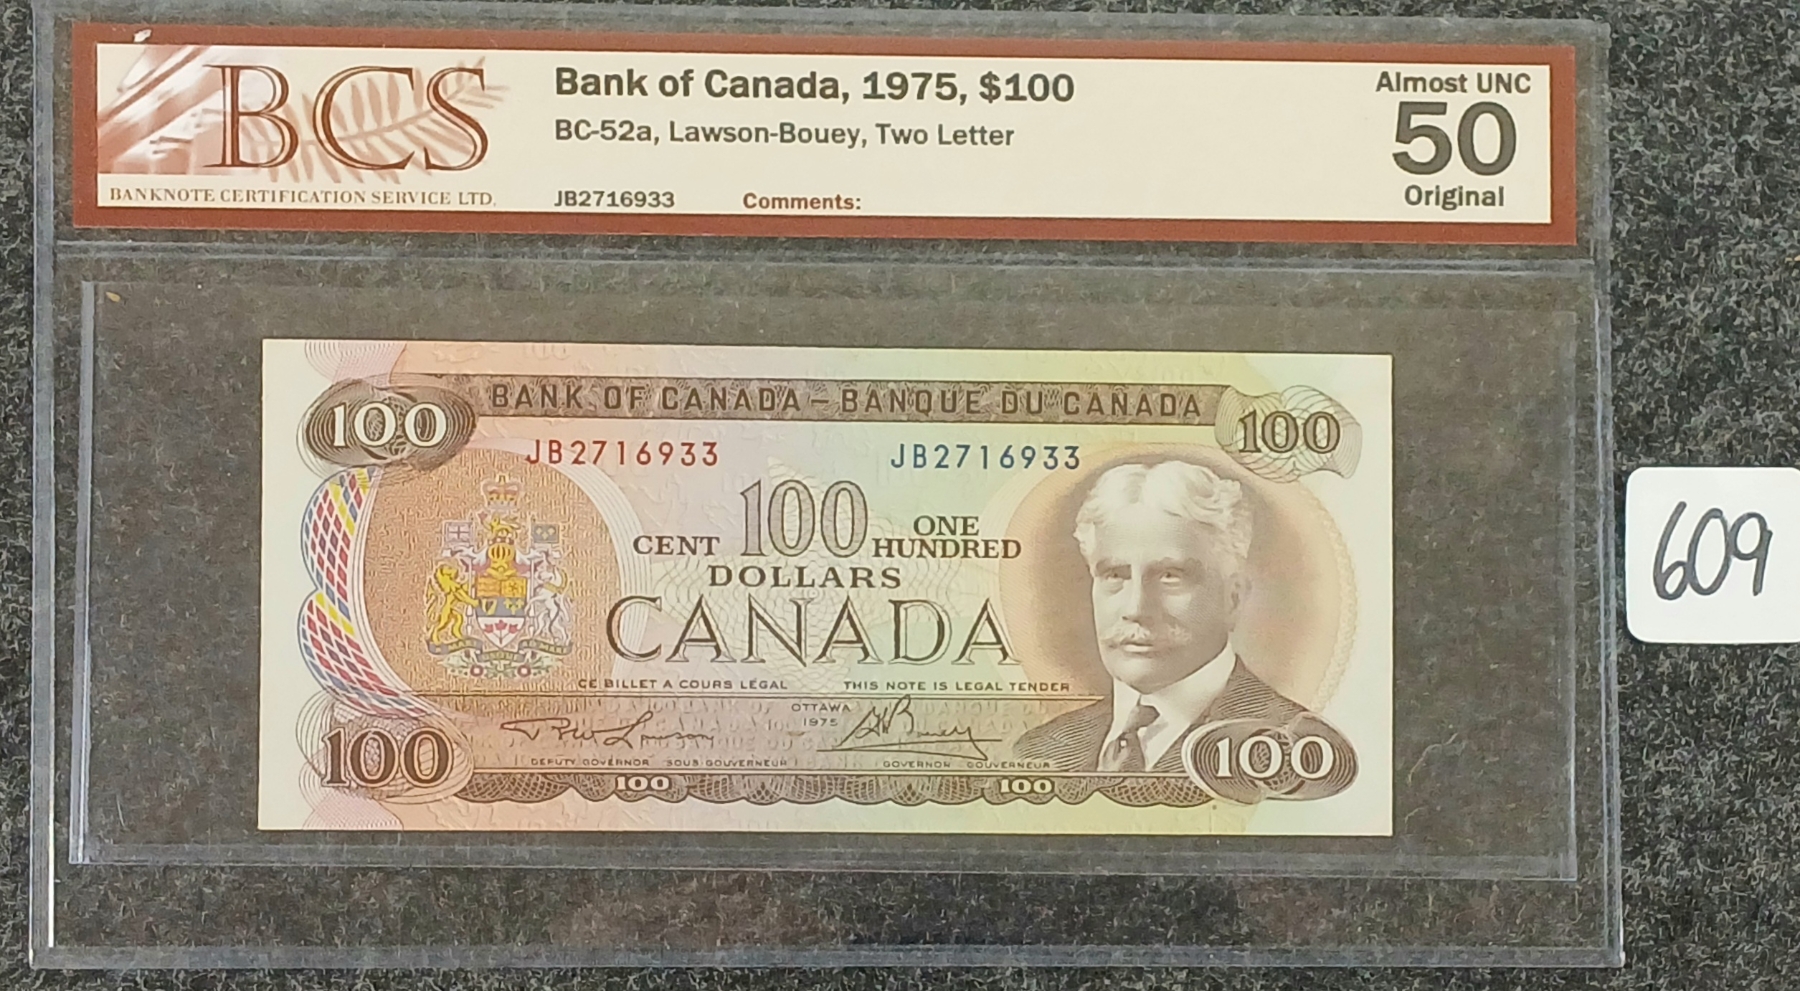 BCS
BANKNOTE CERTIFICATION SERVICE LTD.
Bank of Canada, 1975, $100
BC-52a, Lawson-Bouey, Two Letter
JB2716933 Comments:
Almost UNC
50
Original
BANK OF CANADA – BANQUE DU CANADA
100 100
JB2716933 JB2716933
CENT 100 ONE HUNDRED
DOLLARS
CANADA
CE BILLET A COURS LÉGAL THIS NOTE IS LEGAL TENDER
OTTAWA
1975
Lawson Bouey
DEPUTY GOVERNOR SOUS-GOUVERNEUR GOVERNOR GOUVERNEUR
100 100 100 100
609